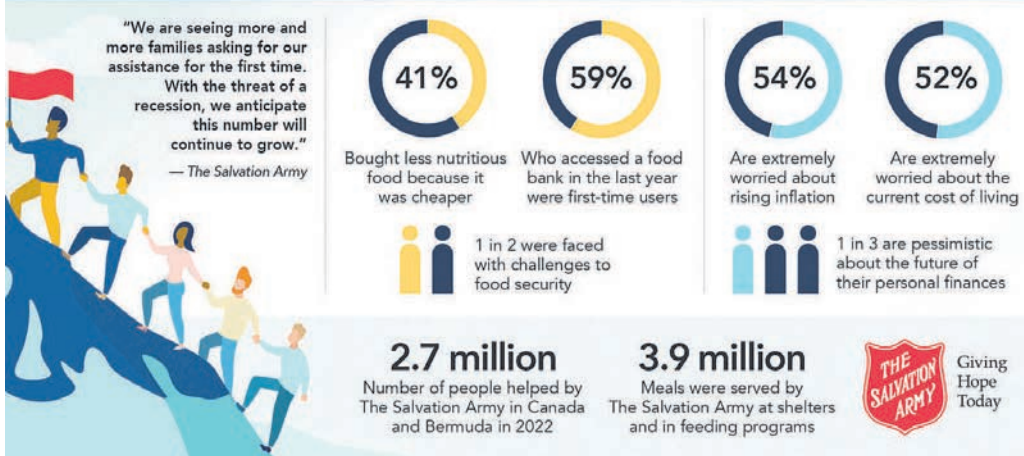 "We are seeing more and
more families asking for our
assistance for the first time.
With the threat of a
recession, we anticipate
this number will
continue to grow."
— The Salvation Army
41%
Bought less nutritious
food because it
was cheaper
59%
Who accessed a food
bank in the last year
were first-time users
1 in 2 were faced
with challenges to
food security
54%
Are extremely
worried about
rising inflation
52%
Are extremely
worried about the
current cost of living
1 in 3 are pessimistic
about the future of
their personal finances
2.7 million
Number of people helped by
The Salvation Army in Canada
and Bermuda in 2022
3.9 million
Meals were served by
The Salvation Army at shelters
and in feeding programs
THE
SALVATION
ARMY
Giving
Hope
Today